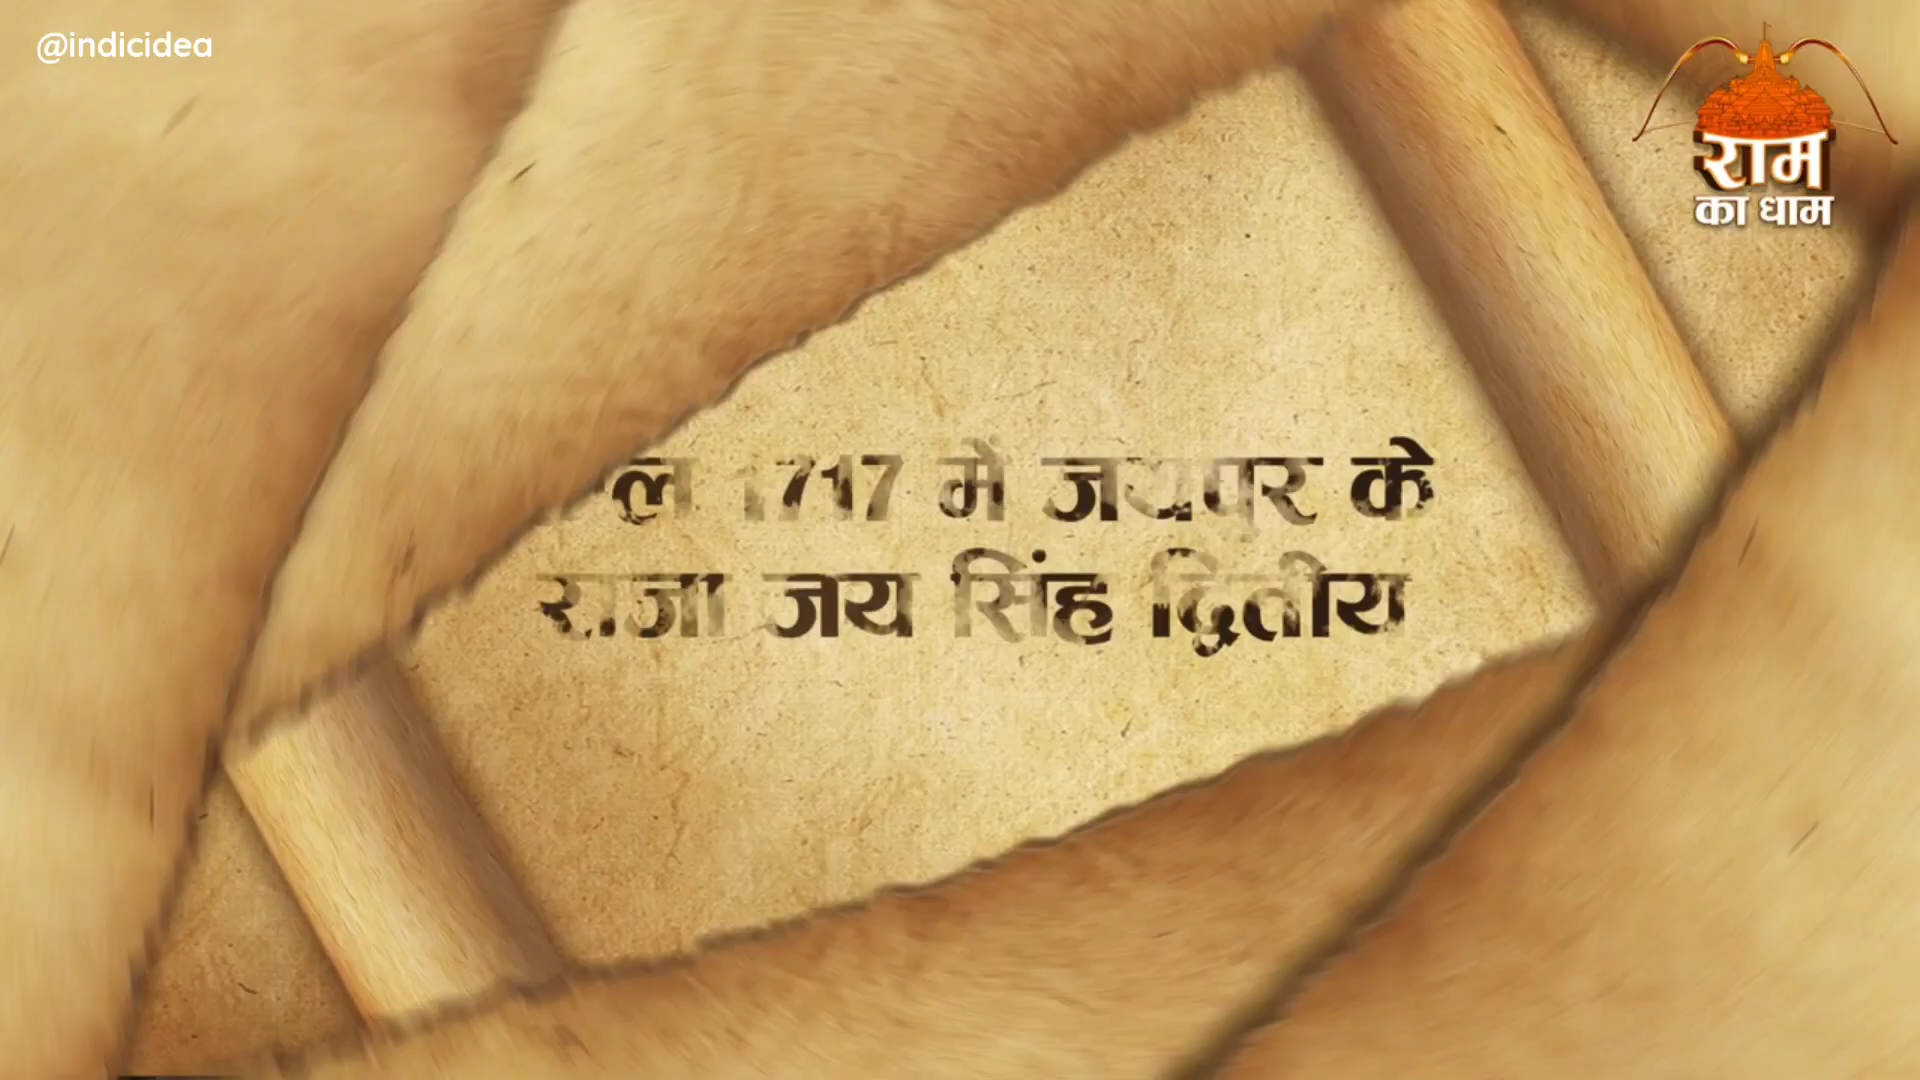 @indicidea
राम
का धाम
1717 में जयपुर के
राजा जय सिंह द्वितीय